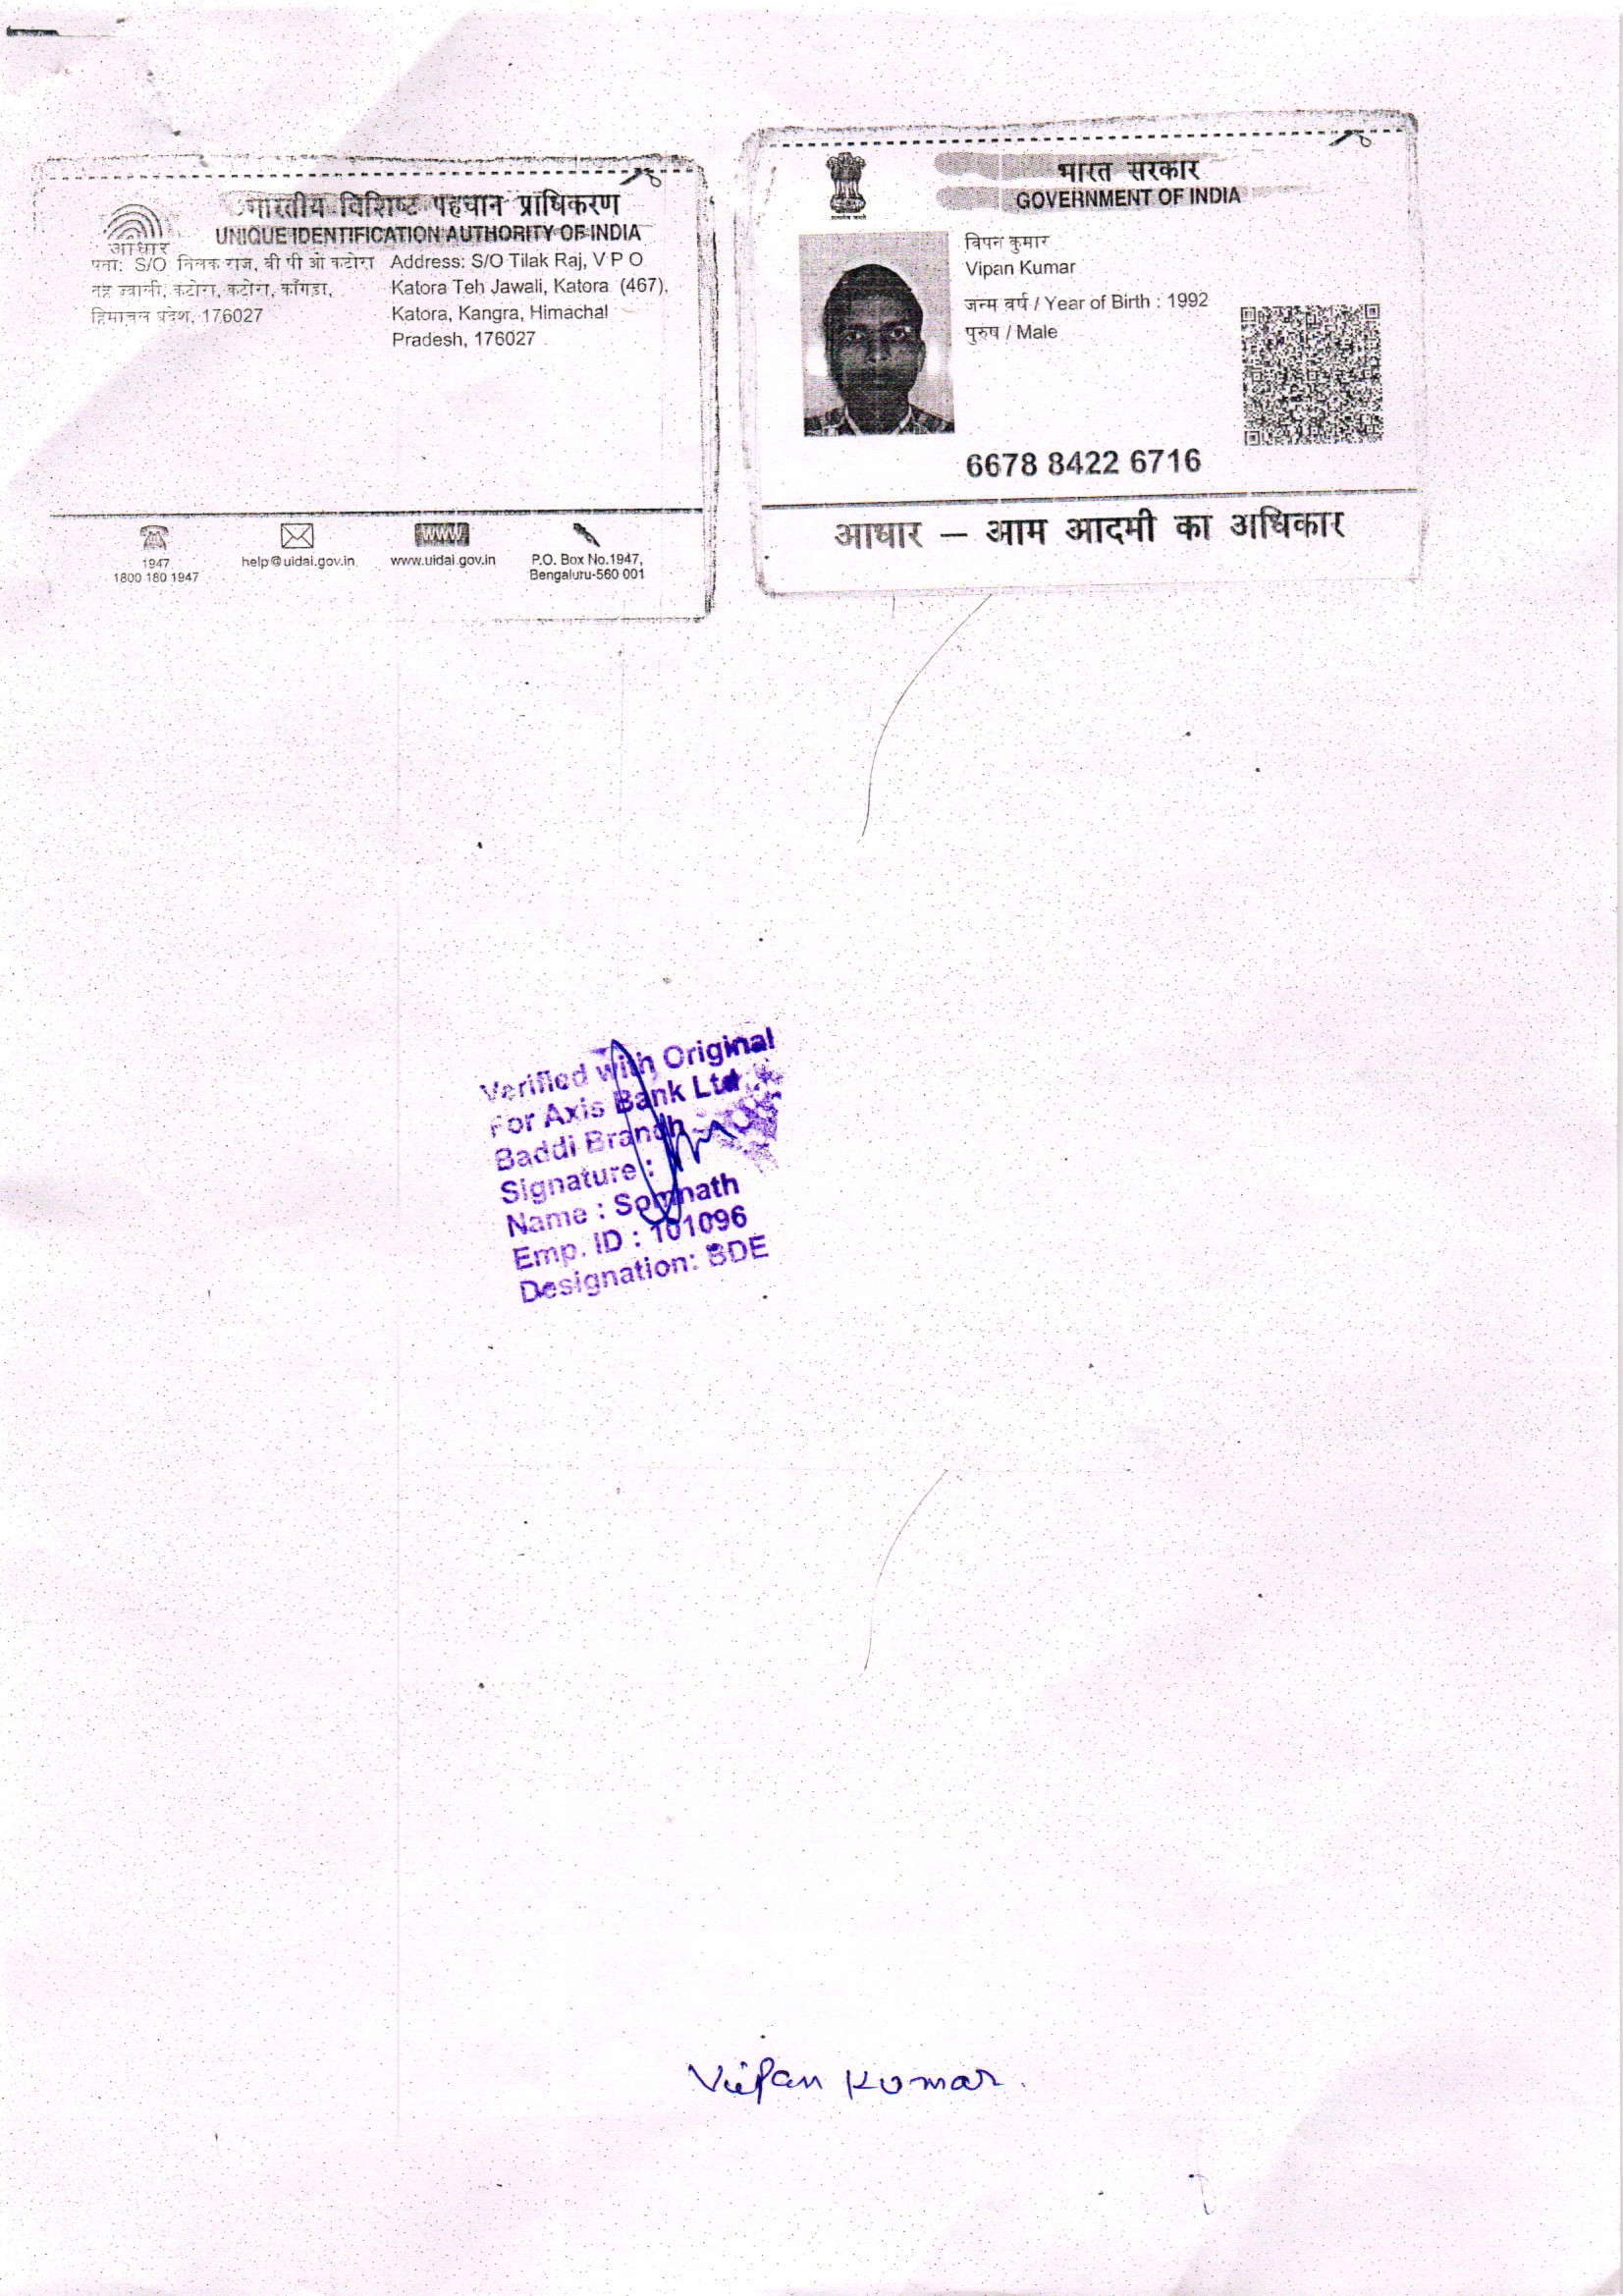 भारतीय विशिष्ट पहचान प्राधिकरण
UNIQUE IDENTIFICATION AUTHORITY OF INDIA
आधार
पता: S/O तिलक राज, वी पी ओ कटोरा
तह ज्वाली, कटोरा, कटोरा, काँगड़ा,
हिमाचल प्रदेश, 176027
Address: S/O Tilak Raj, V P O
Katora Teh Jawali, Katora (467),
Katora, Kangra, Himachal
Pradesh, 176027
1947
1800 180 1947
help@uidai.gov.in
WWW
www.uidai.gov.in
P.O. Box No.1947,
Bengaluru-560 001
भारत सरकार
GOVERNMENT OF INDIA
विपन कुमार
Vipan Kumar
जन्म वर्ष / Year of Birth : 1992
पुरुष / Male
6678 8422 6716
आधार — आम आदमी का अधिकार
Verified with Original
For Axis Bank Ltd
Baddi Branch
Signature :
Name : Somnath
Emp. ID : 101096
Designation: BDE
Vipan Kumar.